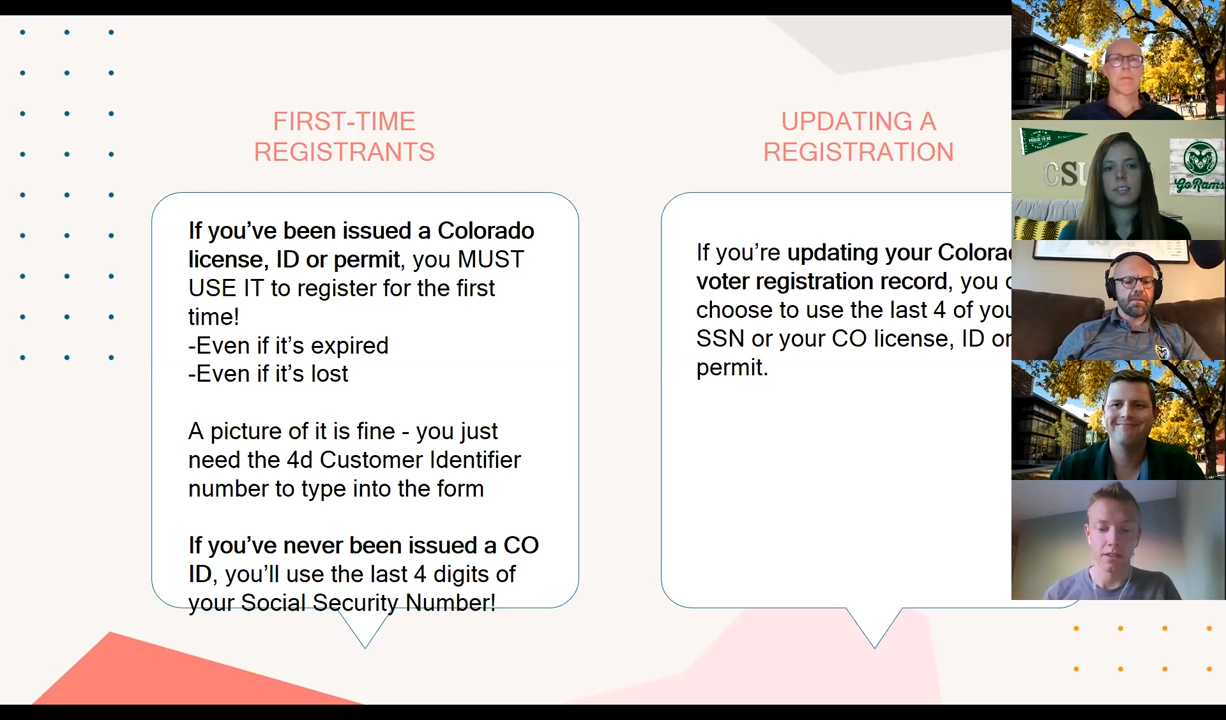 FIRST-TIME
REGISTRANTS
If you’ve been issued a Colorado
license, ID or permit, you MUST
USE IT to register for the first
time!
-Even if it’s expired
-Even if it’s lost
A picture of it is fine - you just
need the 4d Customer Identifier
number to type into the form
If you’ve never been issued a CO
ID, you’ll use the last 4 digits of
your Social Security Number!
UPDATING A
REGISTRATION
If you’re updating your Colorad
voter registration record, you c
choose to use the last 4 of you
SSN or your CO license, ID or
permit.
CSU
Go Rams